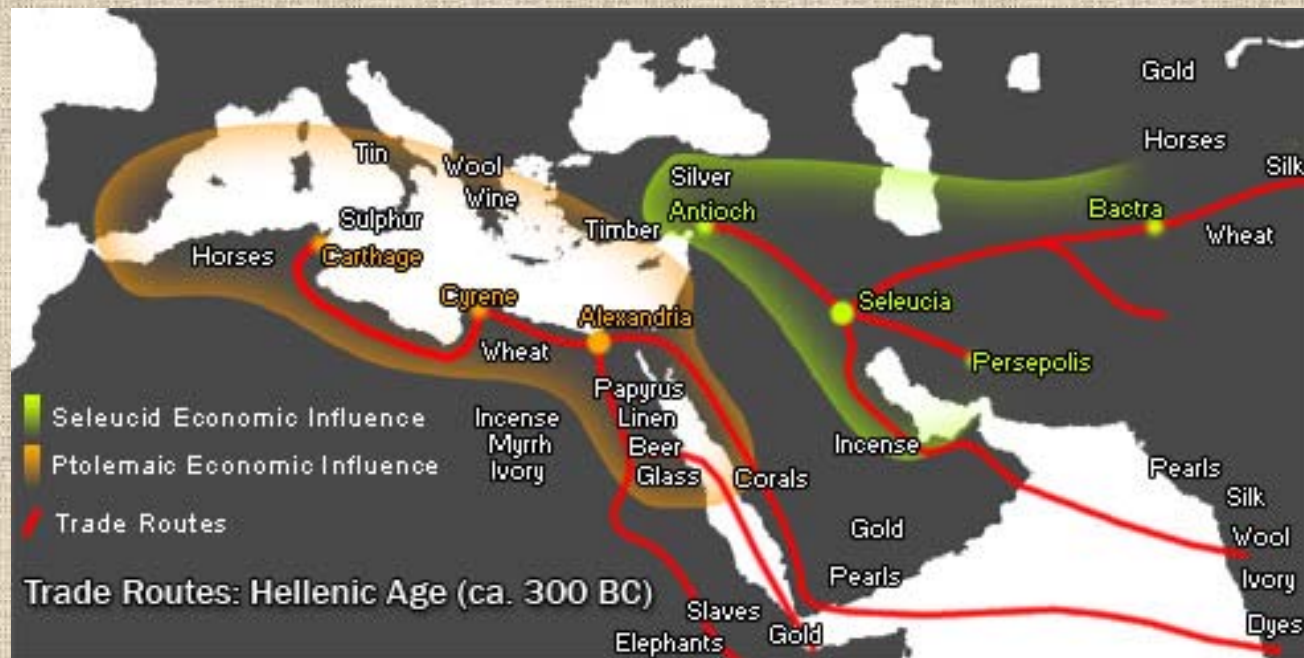 Gold
Horses
Silk
Tin
Wool
Wine
Silver
Antioch
Bactra
Sulphur
Timber
Wheat
Horses
Carthage
Cyrene
Alexandria
Seleucia
Wheat
Persepolis
Papyrus
Linen
Beer
Glass
Incense
Myrrh
Ivory
Incense
Corals
Pearls
Silk
Wool
Ivory
Dyes
Gold
Pearls
Slaves
Elephants
Gold
Seleucid Economic Influence
Ptolemaic Economic Influence
Trade Routes
Trade Routes: Hellenic Age (ca. 300 BC)